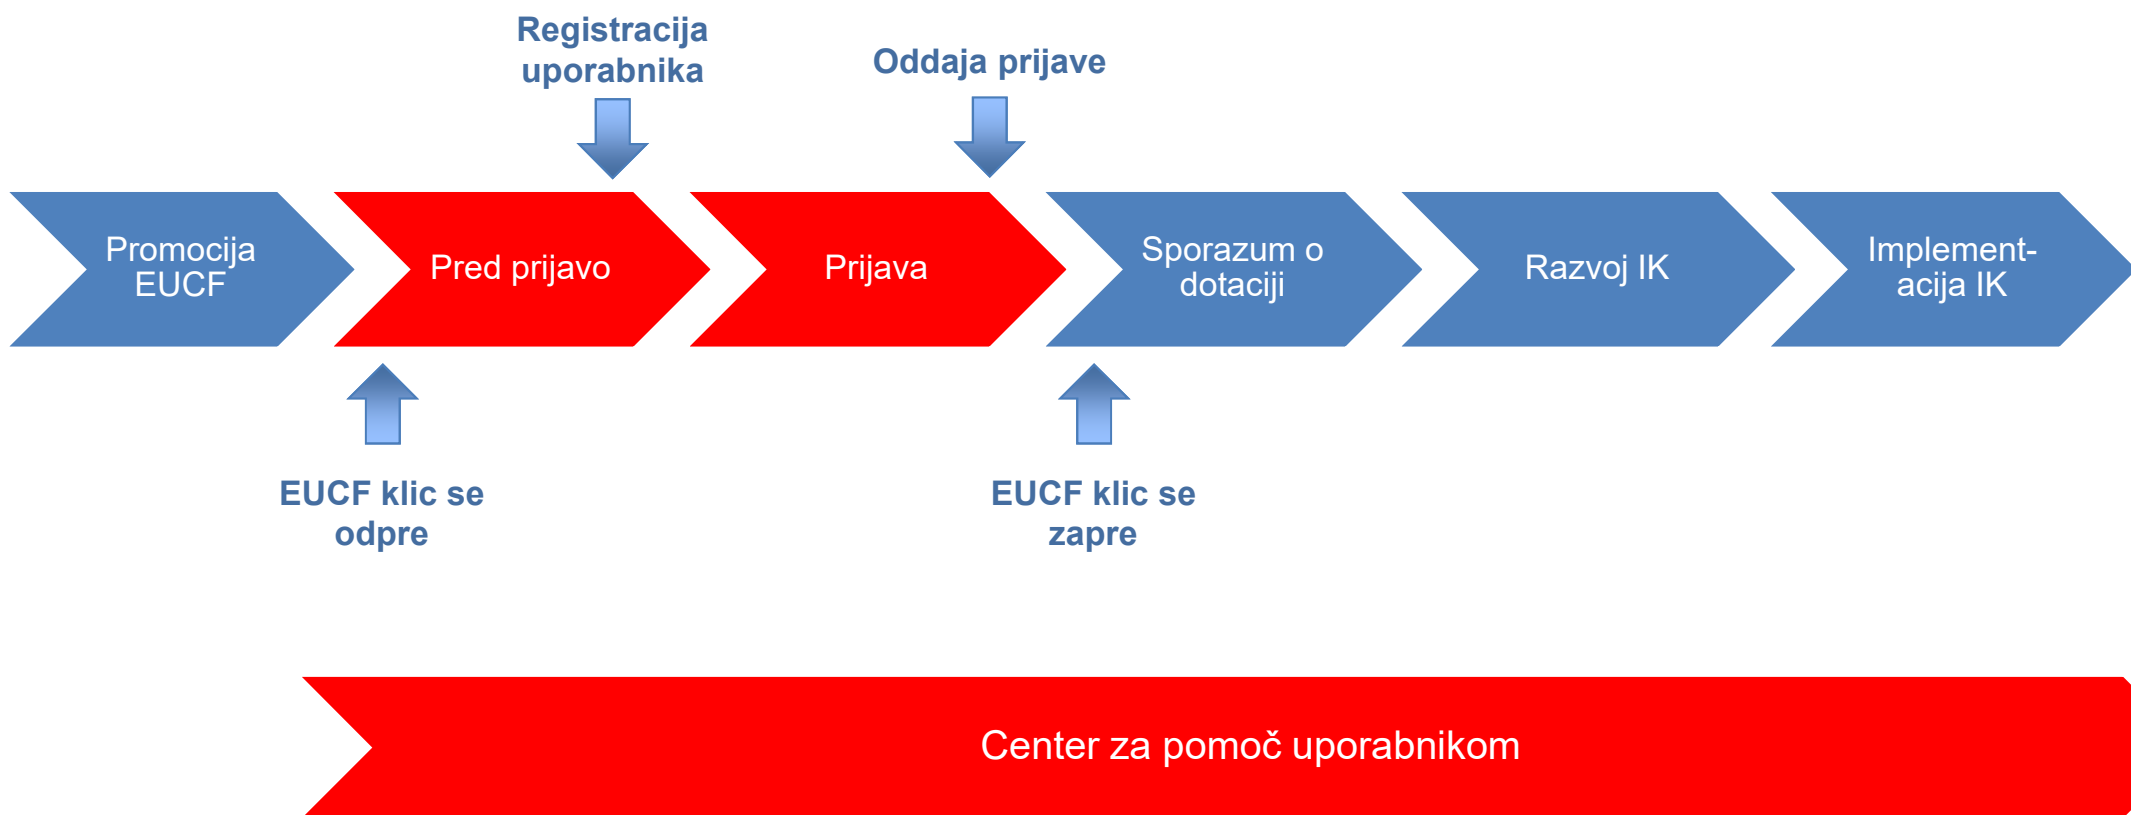 Registracija
uporabnika
Oddaja prijave
Promocija
EUCF
Pred prijavo
Prijava
Sporazum o
dotaciji
Razvoj IK
Implement-
acija IK
EUCF klic se
odpre
EUCF klic se
zapre
Center za pomoč uporabnikom